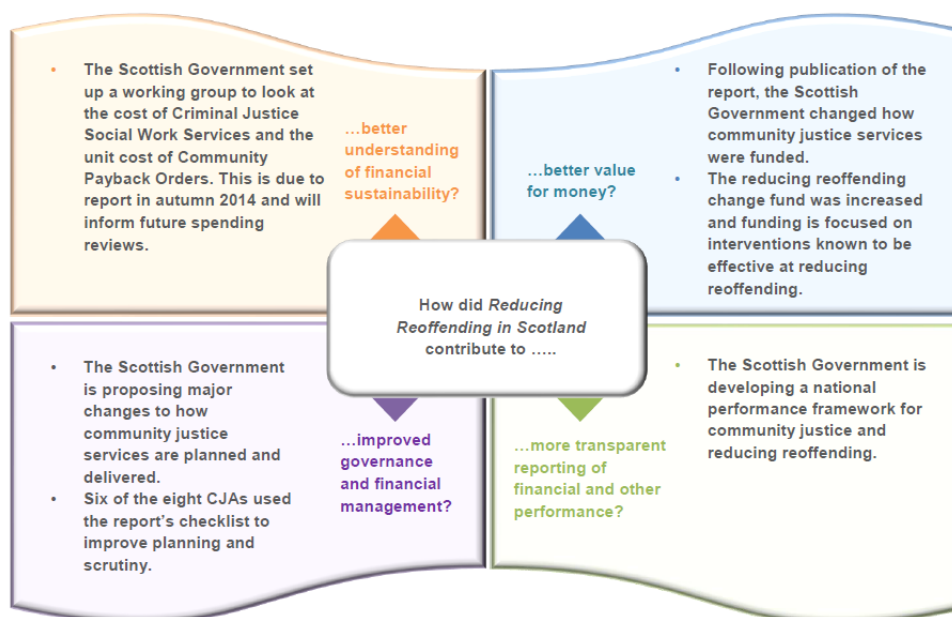 • The Scottish Government set
up a working group to look at
the cost of Criminal Justice
Social Work Services and the
unit cost of Community
Payback Orders. This is due to
report in autumn 2014 and will
inform future spending
reviews.
…better
understanding
of financial
sustainability?
• Following publication of the
report, the Scottish
Government changed how
community justice services
were funded.
• The reducing reoffending
change fund was increased
and funding is focused on
interventions known to be
effective at reducing
reoffending.
…better value
for money?
How did Reducing
Reoffending in Scotland
contribute to …..
• The Scottish Government
is proposing major
changes to how
community justice
services are planned and
delivered.
• Six of the eight CJAs used
the report’s checklist to
improve planning and
scrutiny.
…improved
governance
and financial
management?
…more transparent
reporting of
financial and other
performance?
• The Scottish Government is
developing a national
performance framework for
community justice and
reducing reoffending.